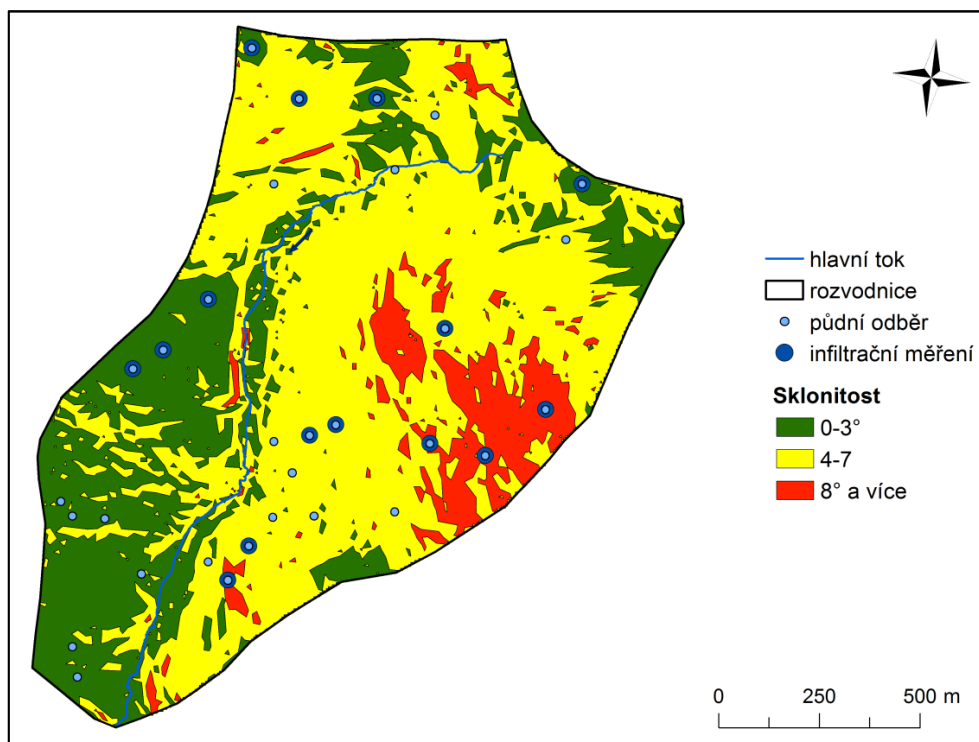 hlavní tok
rozvodnice
půdní odběr
infiltrační měření
Sklonitost
0-3°
4-7
8° a více
0 250 500 m